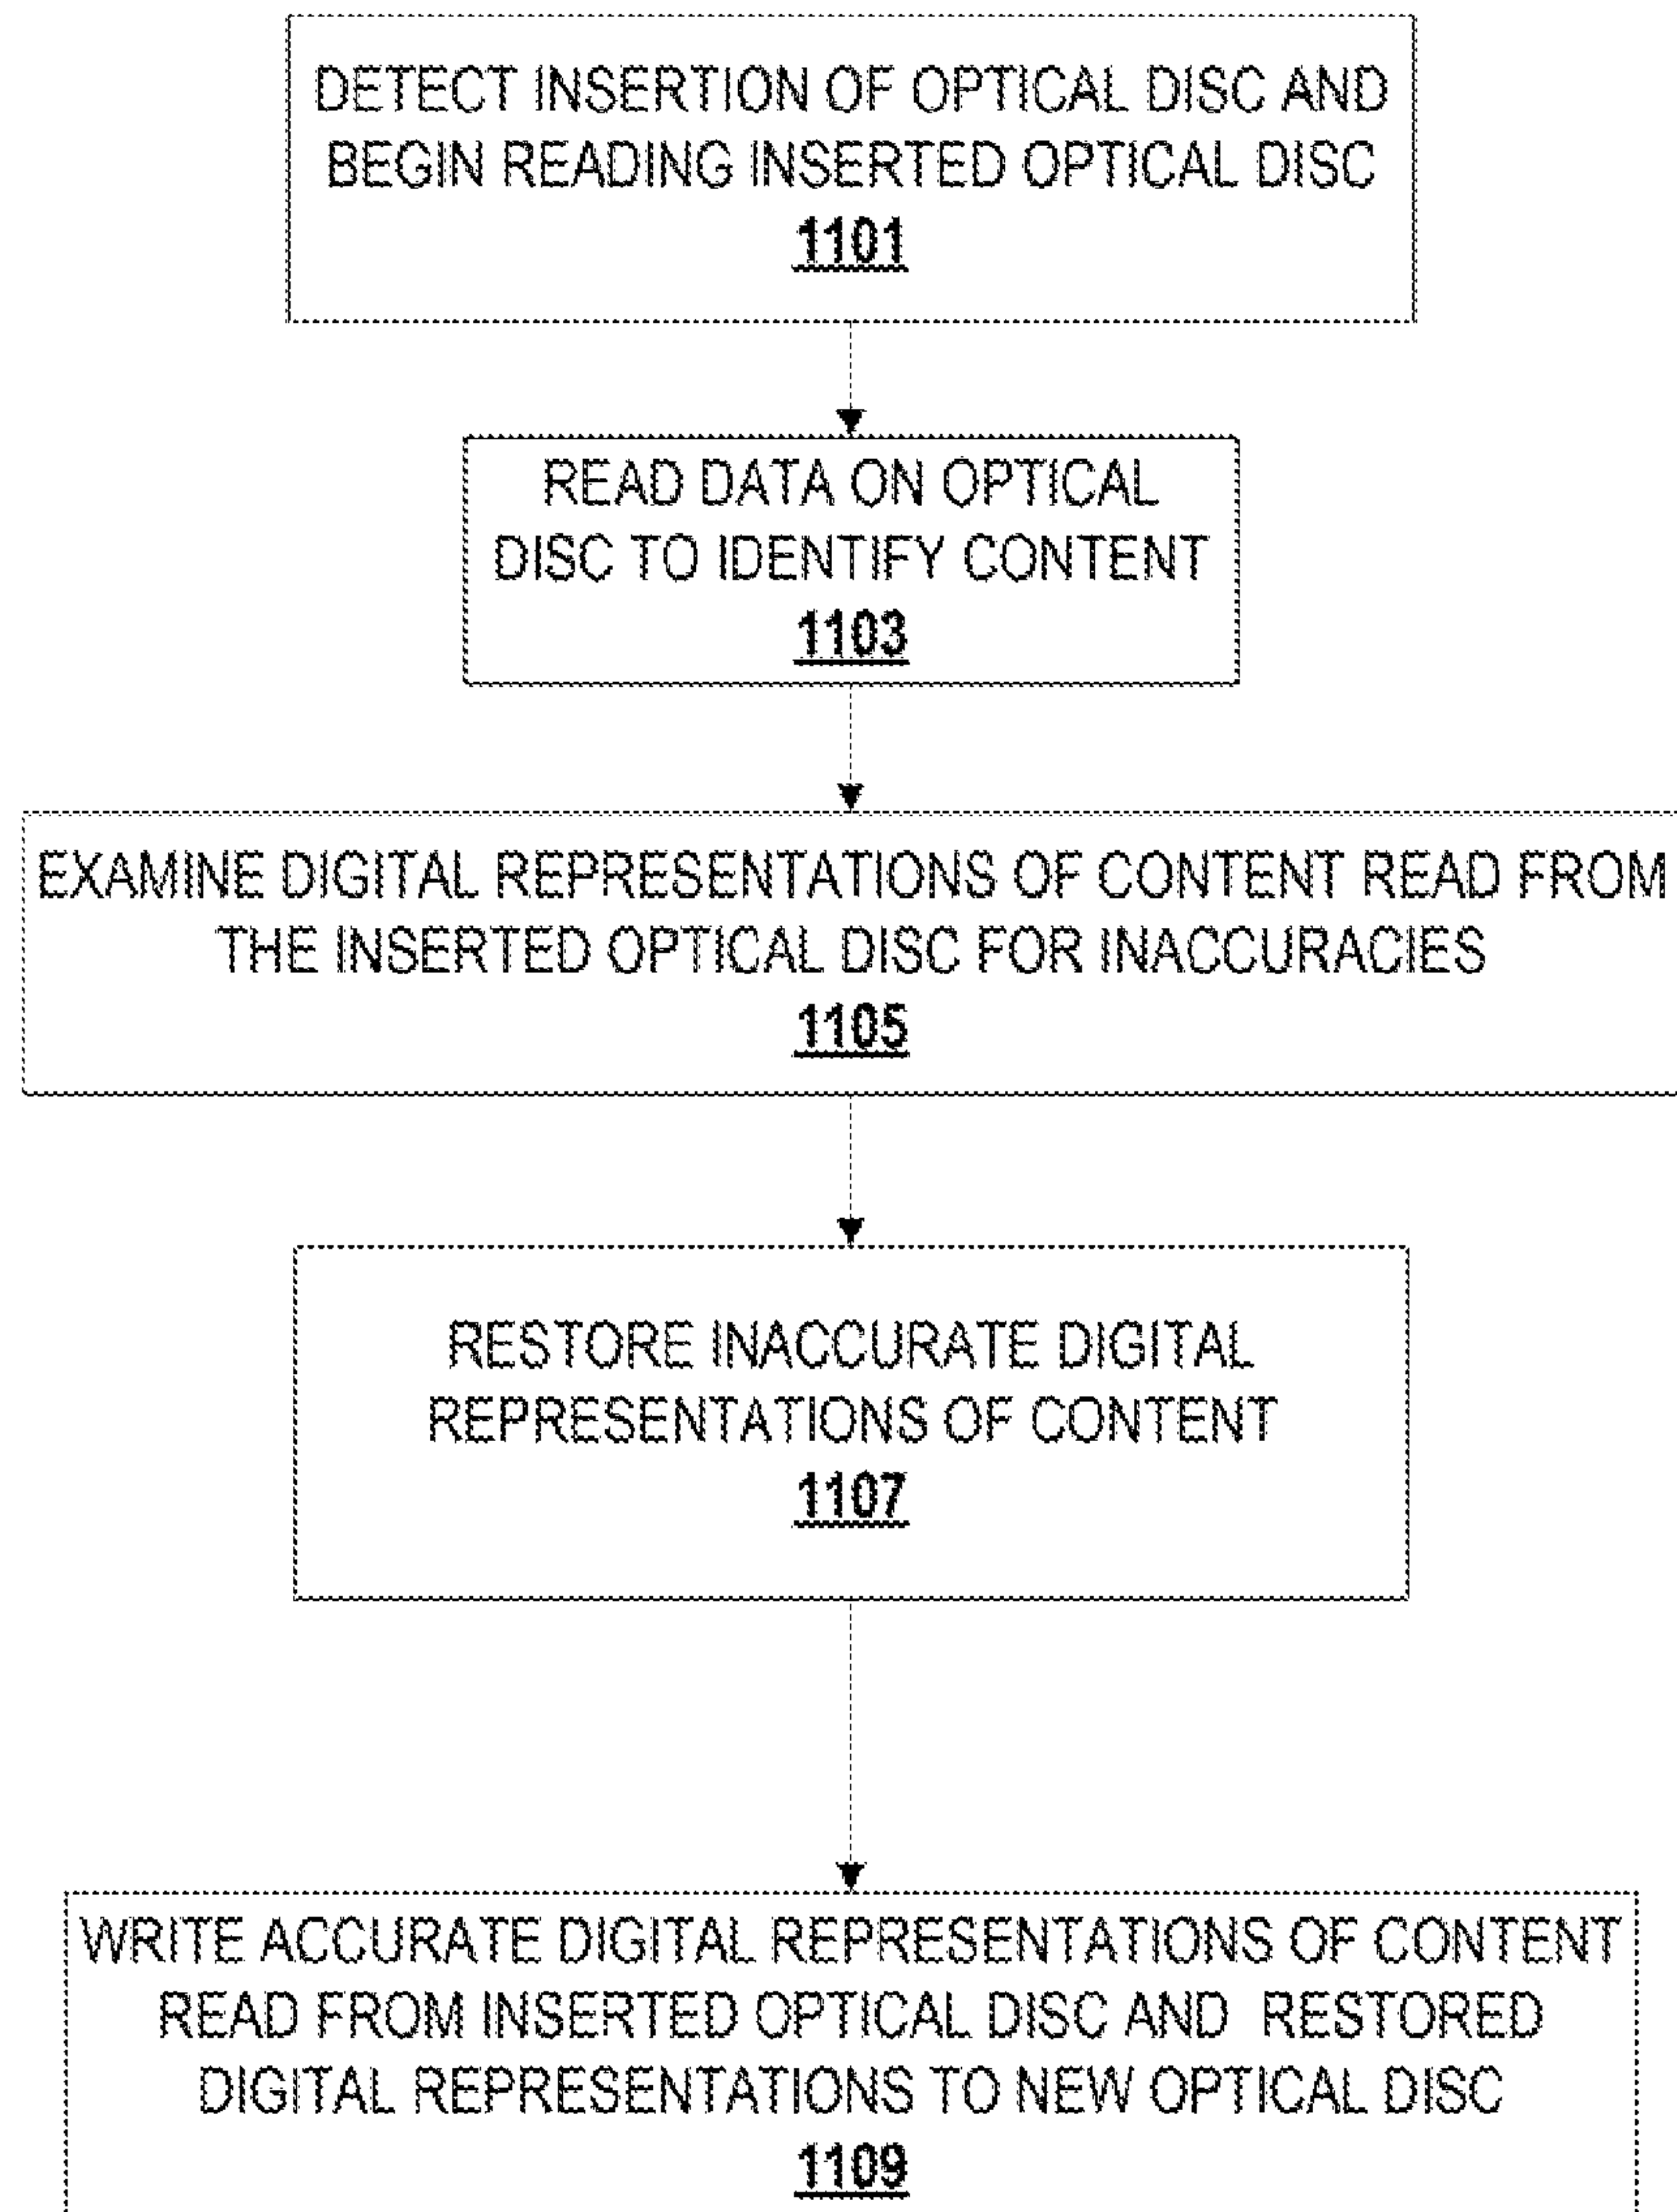 DETECT INSERTION OF OPTICAL DISC AND
BEGIN READING INSERTED OPTICAL DISC
1101
READ DATA ON OPTICAL
DISC TO IDENTIFY CONTENT
1103
EXAMINE DIGITAL REPRESENTATIONS OF CONTENT READ FROM
THE INSERTED OPTICAL DISC FOR INACCURACIES
1105
RESTORE INACCURATE DIGITAL
REPRESENTATIONS OF CONTENT
1107
WRITE ACCURATE DIGITAL REPRESENTATIONS OF CONTENT
READ FROM INSERTED OPTICAL DISC AND RESTORED
DIGITAL REPRESENTATIONS TO NEW OPTICAL DISC
1109